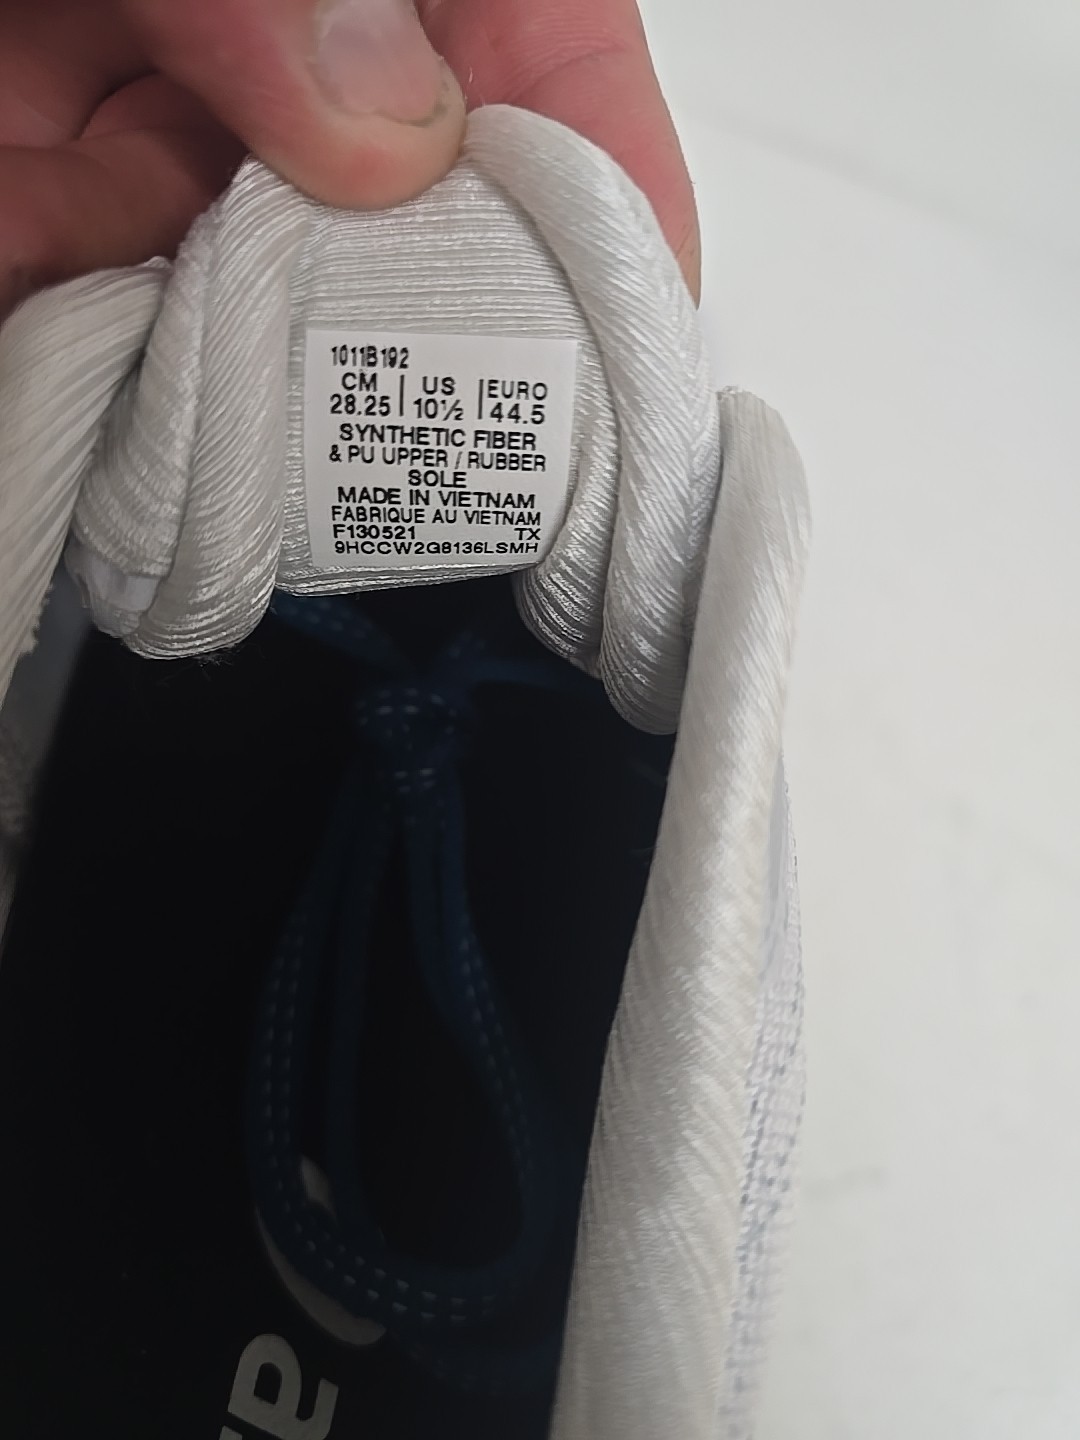 1011B192
CM | US | EURO
28.25 | 10½ | 44.5
SYNTHETIC FIBER
& PU UPPER / RUBBER
SOLE
MADE IN VIETNAM
FABRIQUE AU VIETNAM
F130521 TX
9HCCW2G8136LSMH